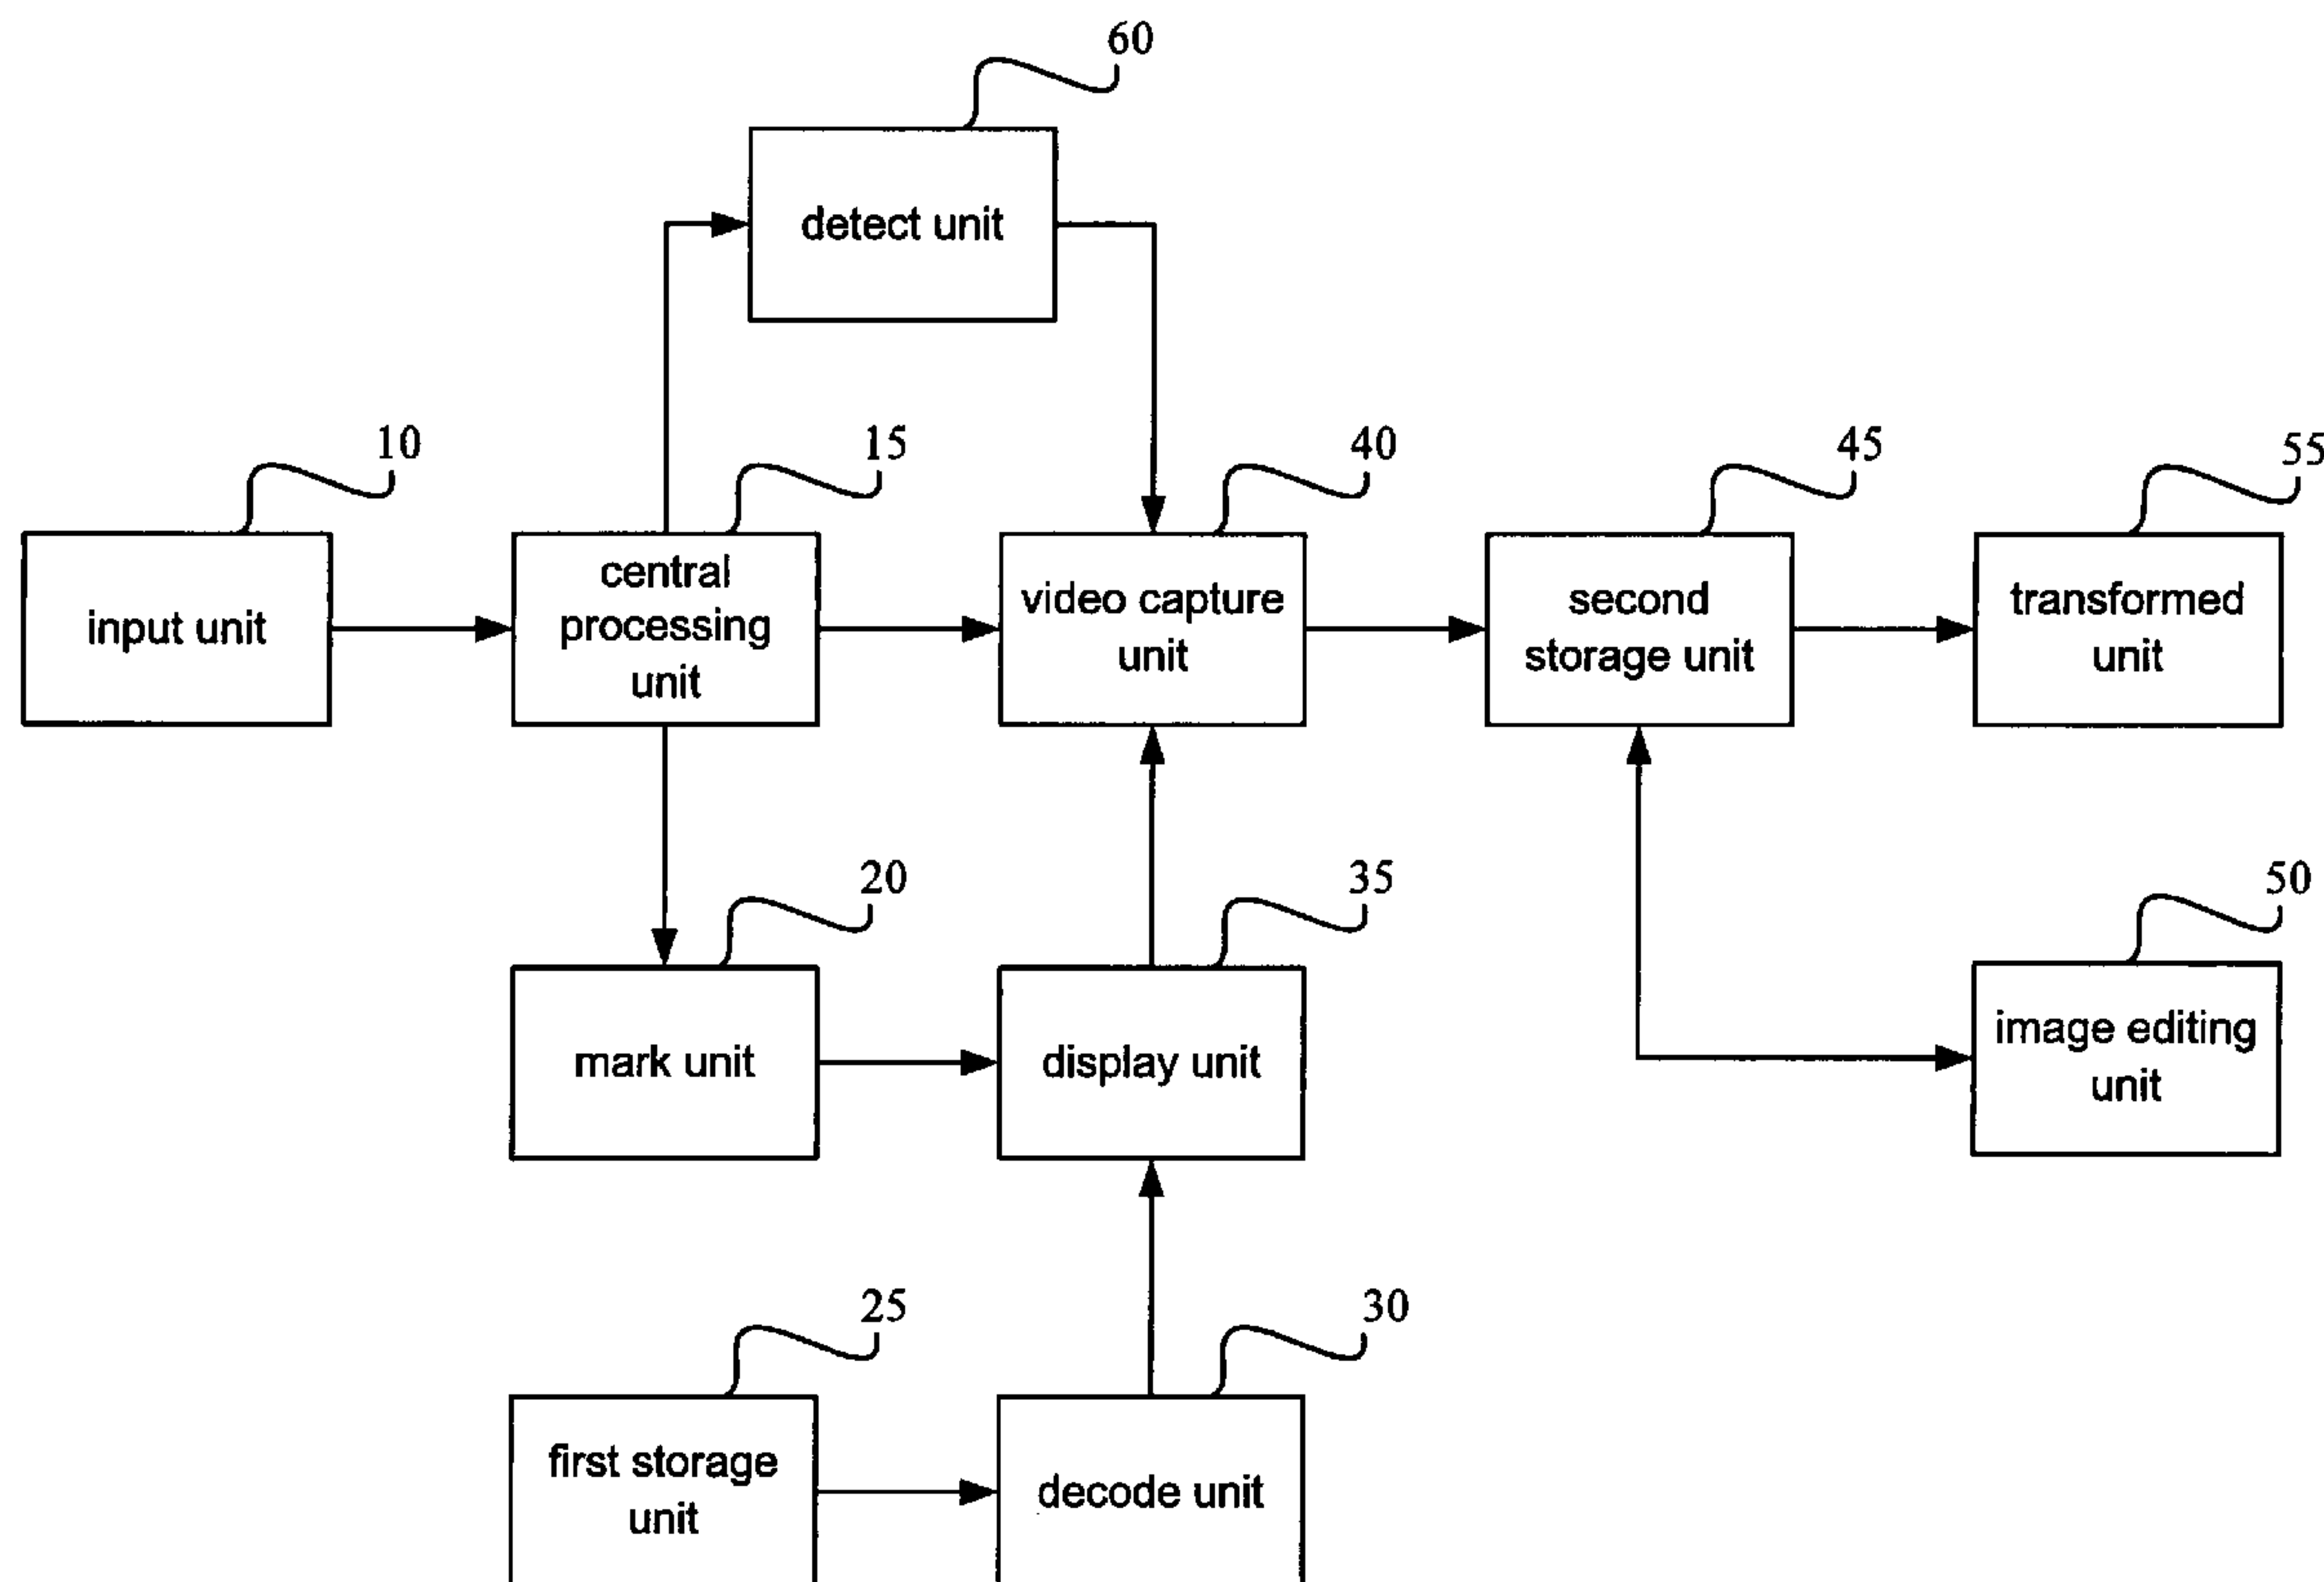 60
detect unit
10
15
40
45
55
input unit
central
processing
unit
video capture
unit
second
storage unit
transformed
unit
20
35
50
mark unit
display unit
image editing
unit
25
30
first storage
unit
decode unit